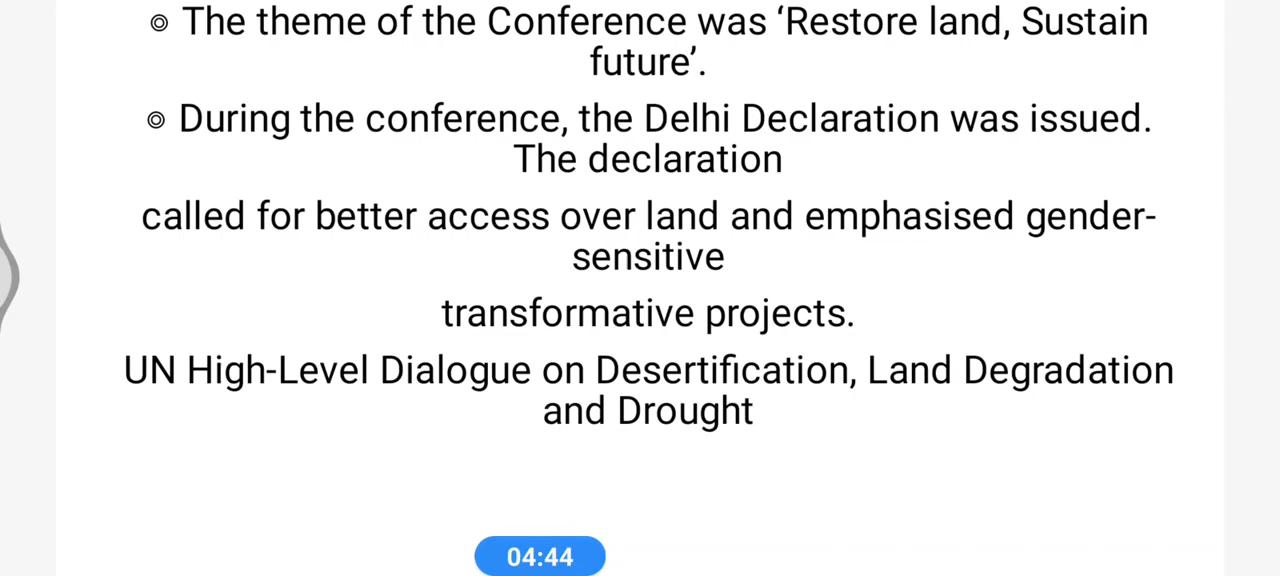 ◎ The theme of the Conference was ‘Restore land, Sustain
future’.
◎ During the conference, the Delhi Declaration was issued.
The declaration
called for better access over land and emphasised gender-
sensitive
transformative projects.
UN High-Level Dialogue on Desertification, Land Degradation
and Drought
04:44